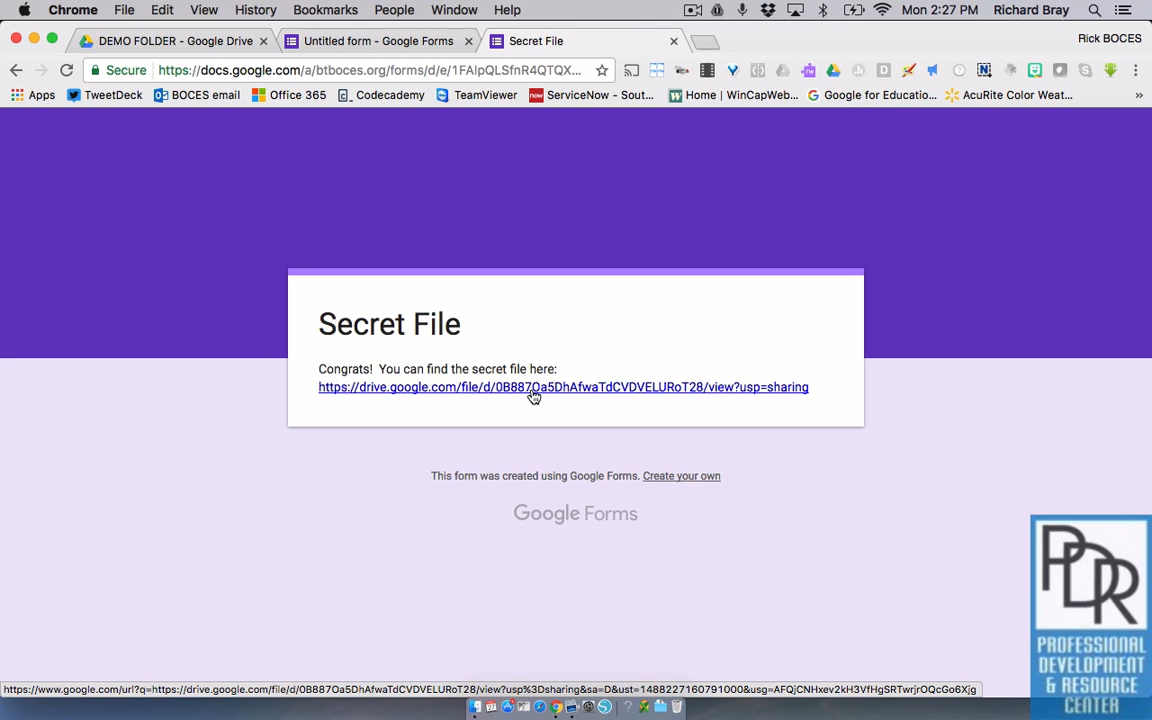 Chrome File Edit View History Bookmarks People Window Help Mon 2:27 PM Richard Bray
DEMO FOLDER - Google Drive Untitled form - Google Forms Secret File Rick BOCES
Secure https://docs.google.com/a/btboces.org/forms/d/e/1FAIpQLSfnR4QTQX...
Apps TweetDeck BOCES email Office 365 Codecademy TeamViewer now ServiceNow - Sout... Home | WinCapWeb... Google for Educatio... AcuRite Color Weat... »
Secret File
Congrats! You can find the secret file here:
https://drive.google.com/file/d/0B887Oa5DhAfwaTdCVDVELURoT28/view?usp=sharing
This form was created using Google Forms. Create your own
Google Forms
PDRC
PROFESSIONAL
DEVELOPMENT
& RESOURCE
CENTER
https://www.google.com/url?q=https://drive.google.com/file/d/0B887Oa5DhAfwaTdCVDVELURoT28/view?usp%3Dsharing&sa=D&ust=1488227160791000&usg=AFQjCNHxev2kH3VfHgSRTwrjrOQcGo6Xjg